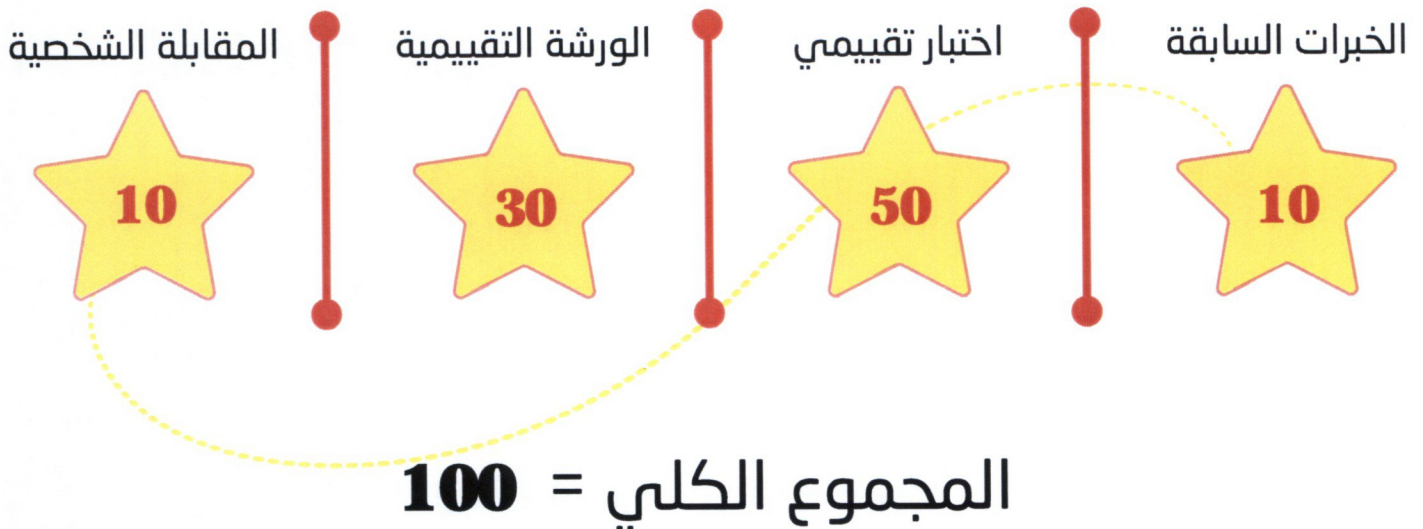 الخبرات السابقة
اختبار تقييمي
الورشة التقييمية
المقابلة الشخصية
10
50
30
10
المجموع الكلي = 100